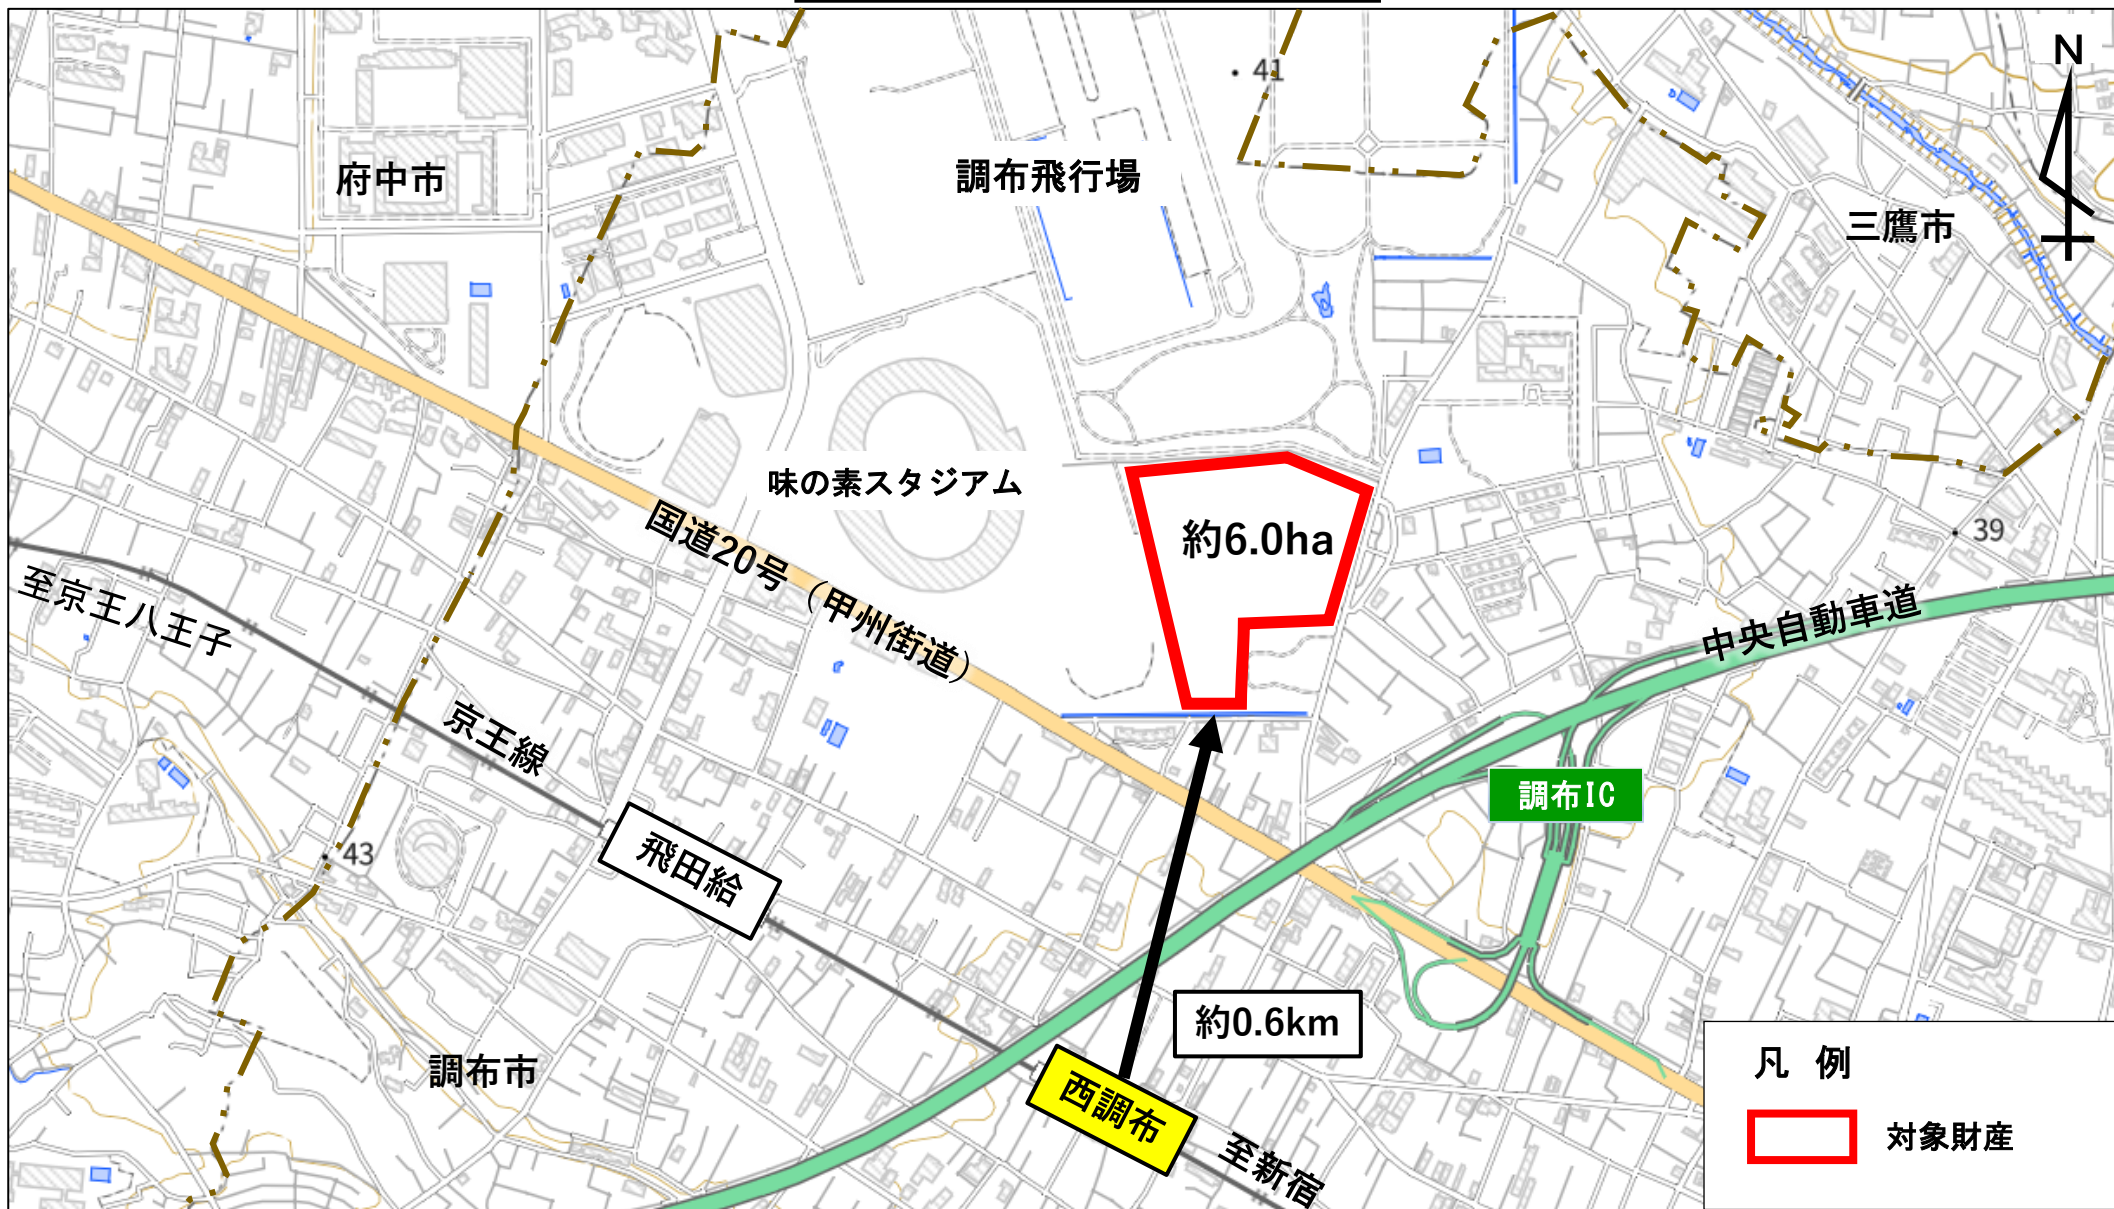 N
41
府中市
調布飛行場
三鷹市
味の素スタジアム
約6.0ha
39
国道20号（甲州街道）
至京王八王子
中央自動車道
京王線
調布IC
43
飛田給
約0.6km
調布市
西調布
至新宿
凡 例
対象財産